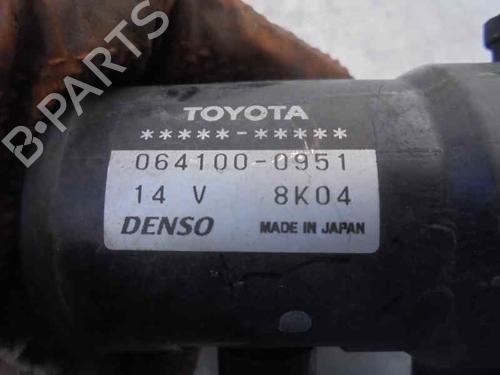 TOYOTA
*****-*****
064100-0951
14 V 8K04
DENSO MADE IN JAPAN
B-PARTS